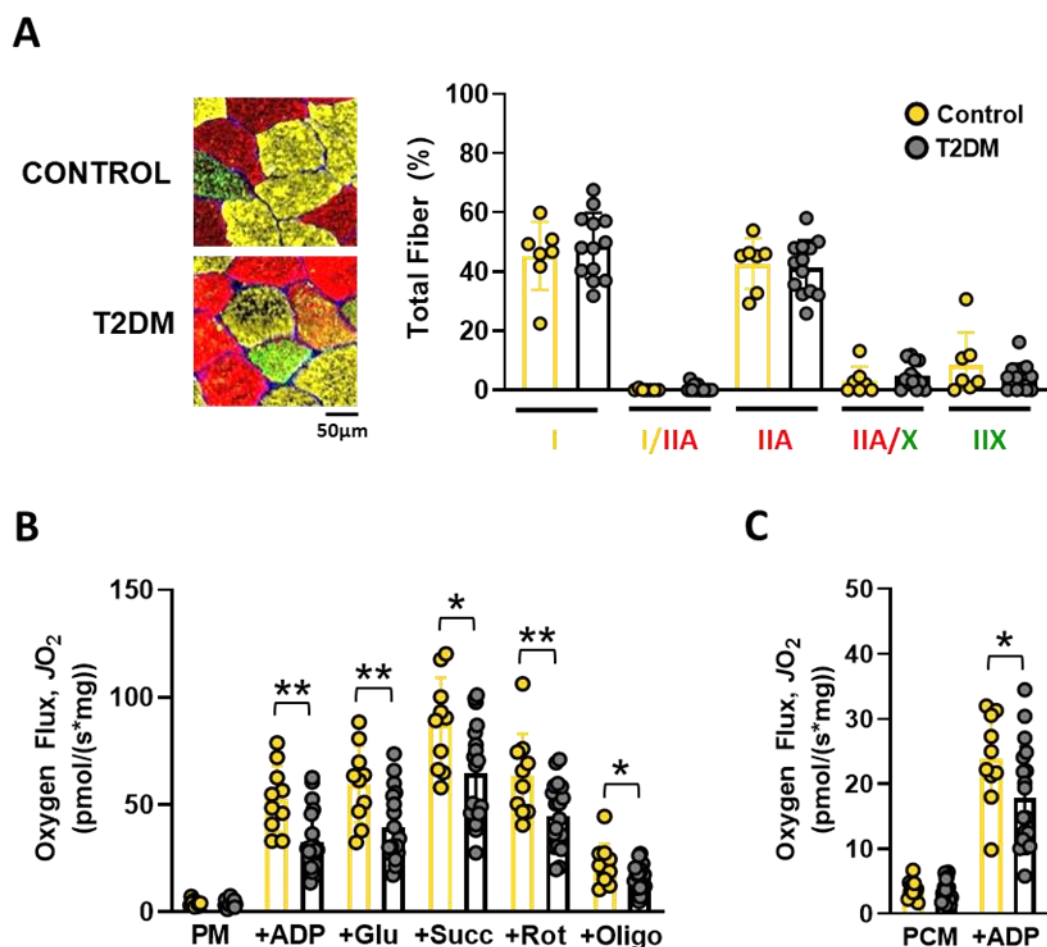 A
CONTROL
T2DM
50µm
Total Fiber (%)
100
80
60
40
20
0
Control
T2DM
I
I/IIA
IIA
IIA/X
IIX
B
Oxygen Flux, JO₂
(pmol/(s*mg))
150
100
50
0
**
**
*
**
*
PM
+ADP
+Glu
+Succ
+Rot
+Oligo
C
Oxygen Flux, JO₂
(pmol/(s*mg))
50
40
30
20
10
0
*
PCM
+ADP